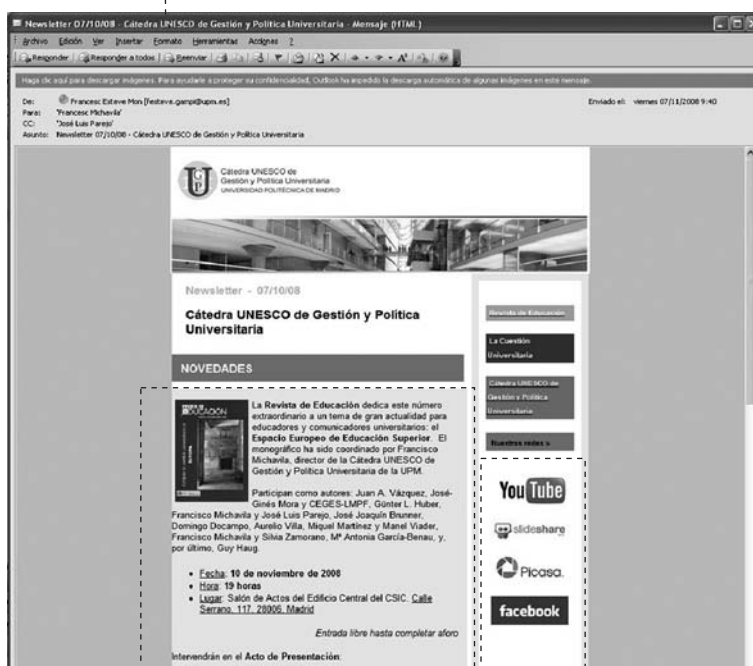 Newsletter 07/10/08 - Cátedra UNESCO de Gestión y Política Universitaria - Mensaje (HTML)
Archivo Edición Ver Insertar Formato Herramientas Acciones ?
Responder Responder a todos Reenviar
Haga clic aquí para descargar imágenes. Para ayudarle a proteger su confidencialidad, Outlook ha impedido la descarga automática de algunas imágenes en este mensaje.
De: Francesc Esteve Mon [festeve.gampi@upm.es] Enviado el: viernes 07/11/2008 9:40
Para: 'Francesc Michavila'
CC: 'José Luis Parejo'
Asunto: Newsletter 07/10/08 - Cátedra UNESCO de Gestión y Política Universitaria
UGP
Cátedra UNESCO de
Gestión y Política Universitaria
UNIVERSIDAD POLITÉCNICA DE MADRID
Newsletter - 07/10/08
Cátedra UNESCO de Gestión y Política
Universitaria
NOVEDADES
EDUCACIÓN
La Revista de Educación dedica este número
extraordinario a un tema de gran actualidad para
educadores y comunicadores universitarios: el
Espacio Europeo de Educación Superior. El
monográfico ha sido coordinado por Francisco
Michavila, director de la Cátedra UNESCO de
Gestión y Política Universitaria de la UPM.
Participan como autores: Juan A. Vázquez, José-
Ginés Mora y CEGES-LMPF, Günter L. Huber,
Francisco Michavila y José Luis Parejo, José Joaquín Brunner,
Domingo Docampo, Aurelio Villa, Miquel Martínez y Manel Viader,
Francisco Michavila y Silvia Zamorano, Mª Antonia García-Benau, y,
por último, Guy Haug.
• Fecha: 10 de noviembre de 2008
• Hora: 19 horas
• Lugar: Salón de Actos del Edificio Central del CSIC. Calle
Serrano, 117. 28006. Madrid
Entrada libre hasta completar aforo
Intervendrán en el Acto de Presentación:
Revista de Educación
La Cuestión
Universitaria
Cátedra UNESCO de
Gestión y Política
Universitaria
Nuestras redes
YouTube
slideshare
Picasa.
facebook